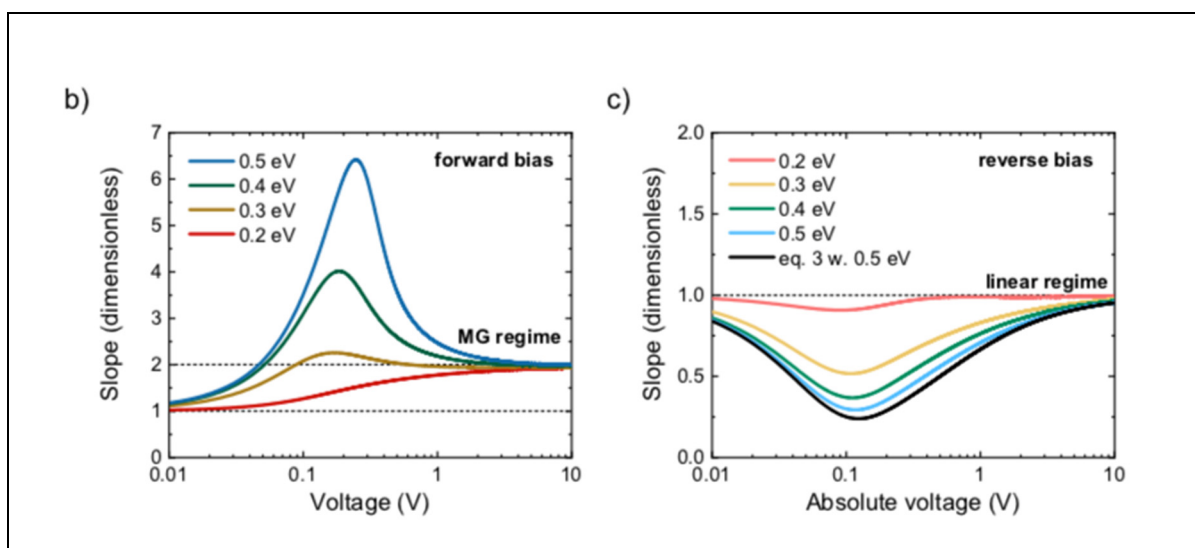 b)
Slope (dimensionless)
7
6
5
4
3
2
1
0
0.5 eV
0.4 eV
0.3 eV
0.2 eV
forward bias
MG regime
0.01
0.1
1
10
Voltage (V)
c)
Slope (dimensionless)
2.0
1.5
1.0
0.5
0.0
0.2 eV
0.3 eV
0.4 eV
0.5 eV
eq. 3 w. 0.5 eV
reverse bias
linear regime
0.01
0.1
1
10
Absolute voltage (V)